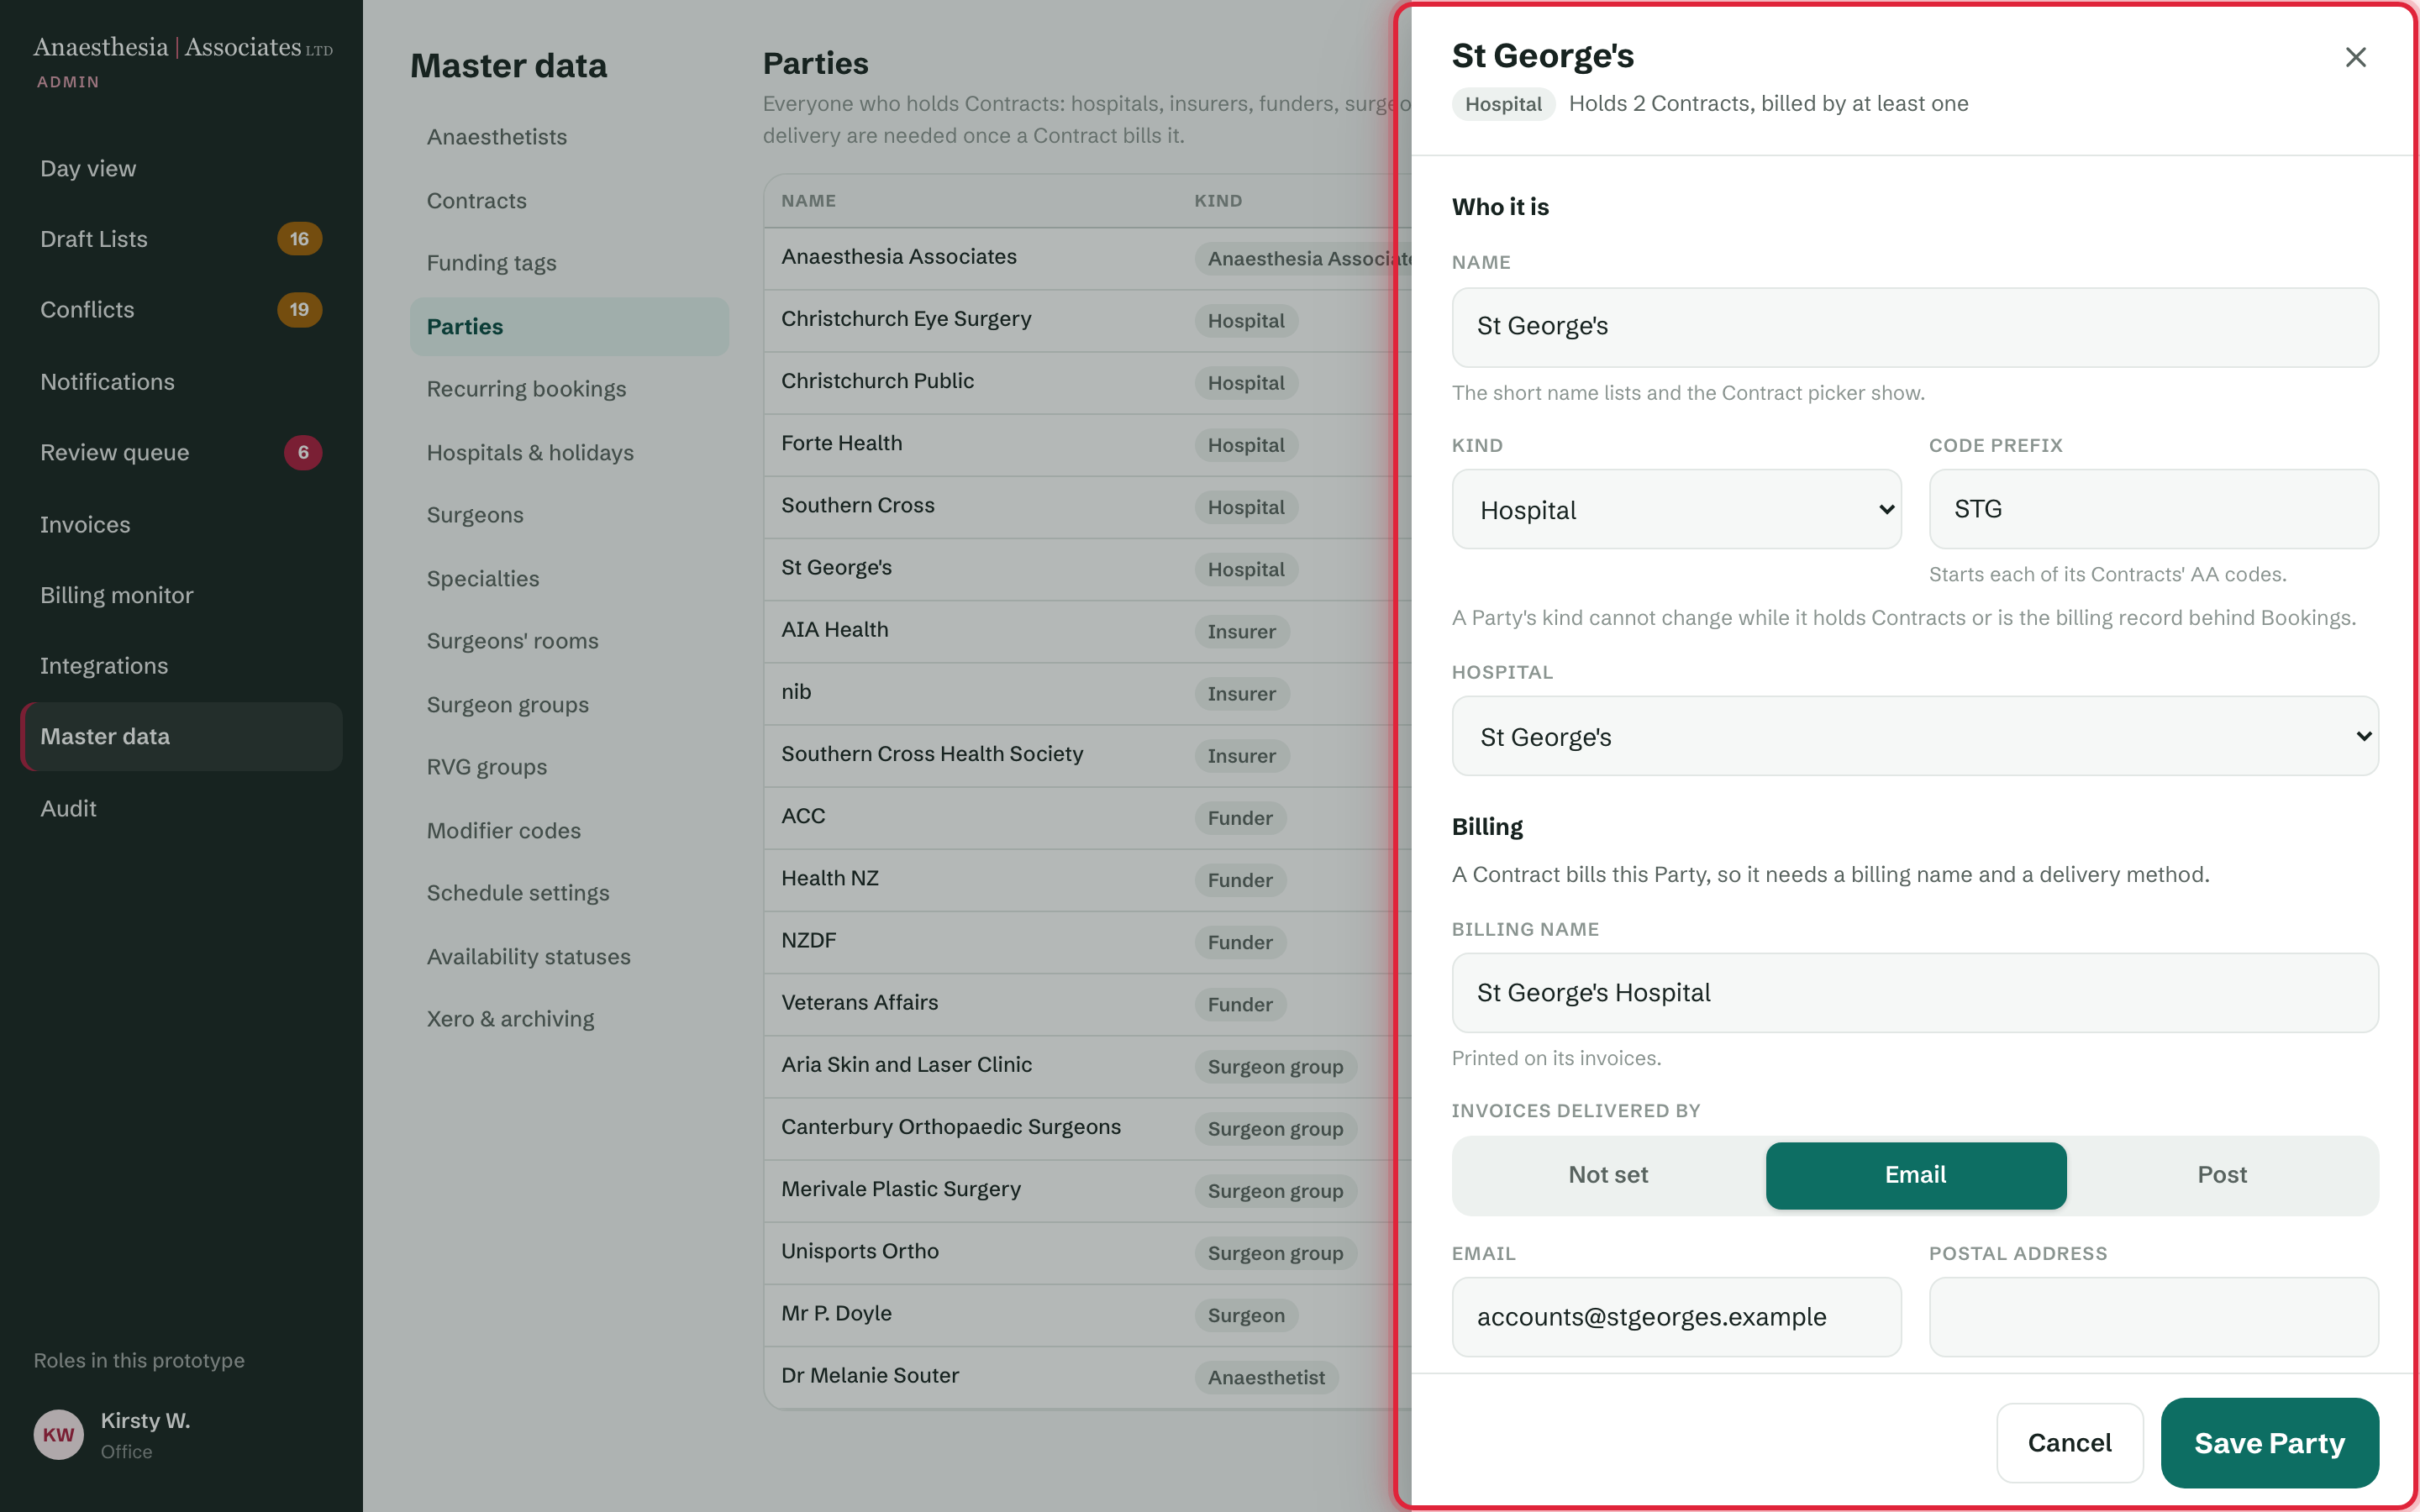 Anaesthesia | Associates LTD
ADMIN
Day view
Draft Lists 16
Conflicts 19
Notifications
Review queue 6
Invoices
Billing monitor
Integrations
Master data
Audit
Roles in this prototype
KW
Kirsty W.
Office
Master data
Anaesthetists
Contracts
Funding tags
Parties
Recurring bookings
Hospitals & holidays
Surgeons
Specialties
Surgeons' rooms
Surgeon groups
RVG groups
Modifier codes
Schedule settings
Availability statuses
Xero & archiving
Parties
Everyone who holds Contracts: hospitals, insurers, funders,
delivery are needed once a Contract bills it.
NAME KIND
Anaesthesia Associates Anaesthesia
Christchurch Eye Surgery Hospital
Christchurch Public Hospital
Forte Health Hospital
Southern Cross Hospital
St George's Hospital
AIA Health Insurer
nib Insurer
Southern Cross Health Society Insurer
ACC Funder
Health NZ Funder
NZDF Funder
Veterans Affairs Funder
Aria Skin and Laser Clinic Surgeon group
Canterbury Orthopaedic Surgeons Surgeon group
Merivale Plastic Surgery Surgeon group
Unisports Ortho Surgeon group
Mr P. Doyle Surgeon
Dr Melanie Souter Anaesthetist
St George's
Hospital Holds 2 Contracts, billed by at least one
Who it is
NAME
St George's
The short name lists and the Contract picker show.
KIND CODE PREFIX
Hospital STG
Starts each of its Contracts' AA codes.
A Party's kind cannot change while it holds Contracts or is the billing record behind Bookings.
HOSPITAL
St George's
Billing
A Contract bills this Party, so it needs a billing name and a delivery method.
BILLING NAME
St George's Hospital
Printed on its invoices.
INVOICES DELIVERED BY
Not set Email Post
EMAIL POSTAL ADDRESS
accounts@stgeorges.example
Cancel Save Party